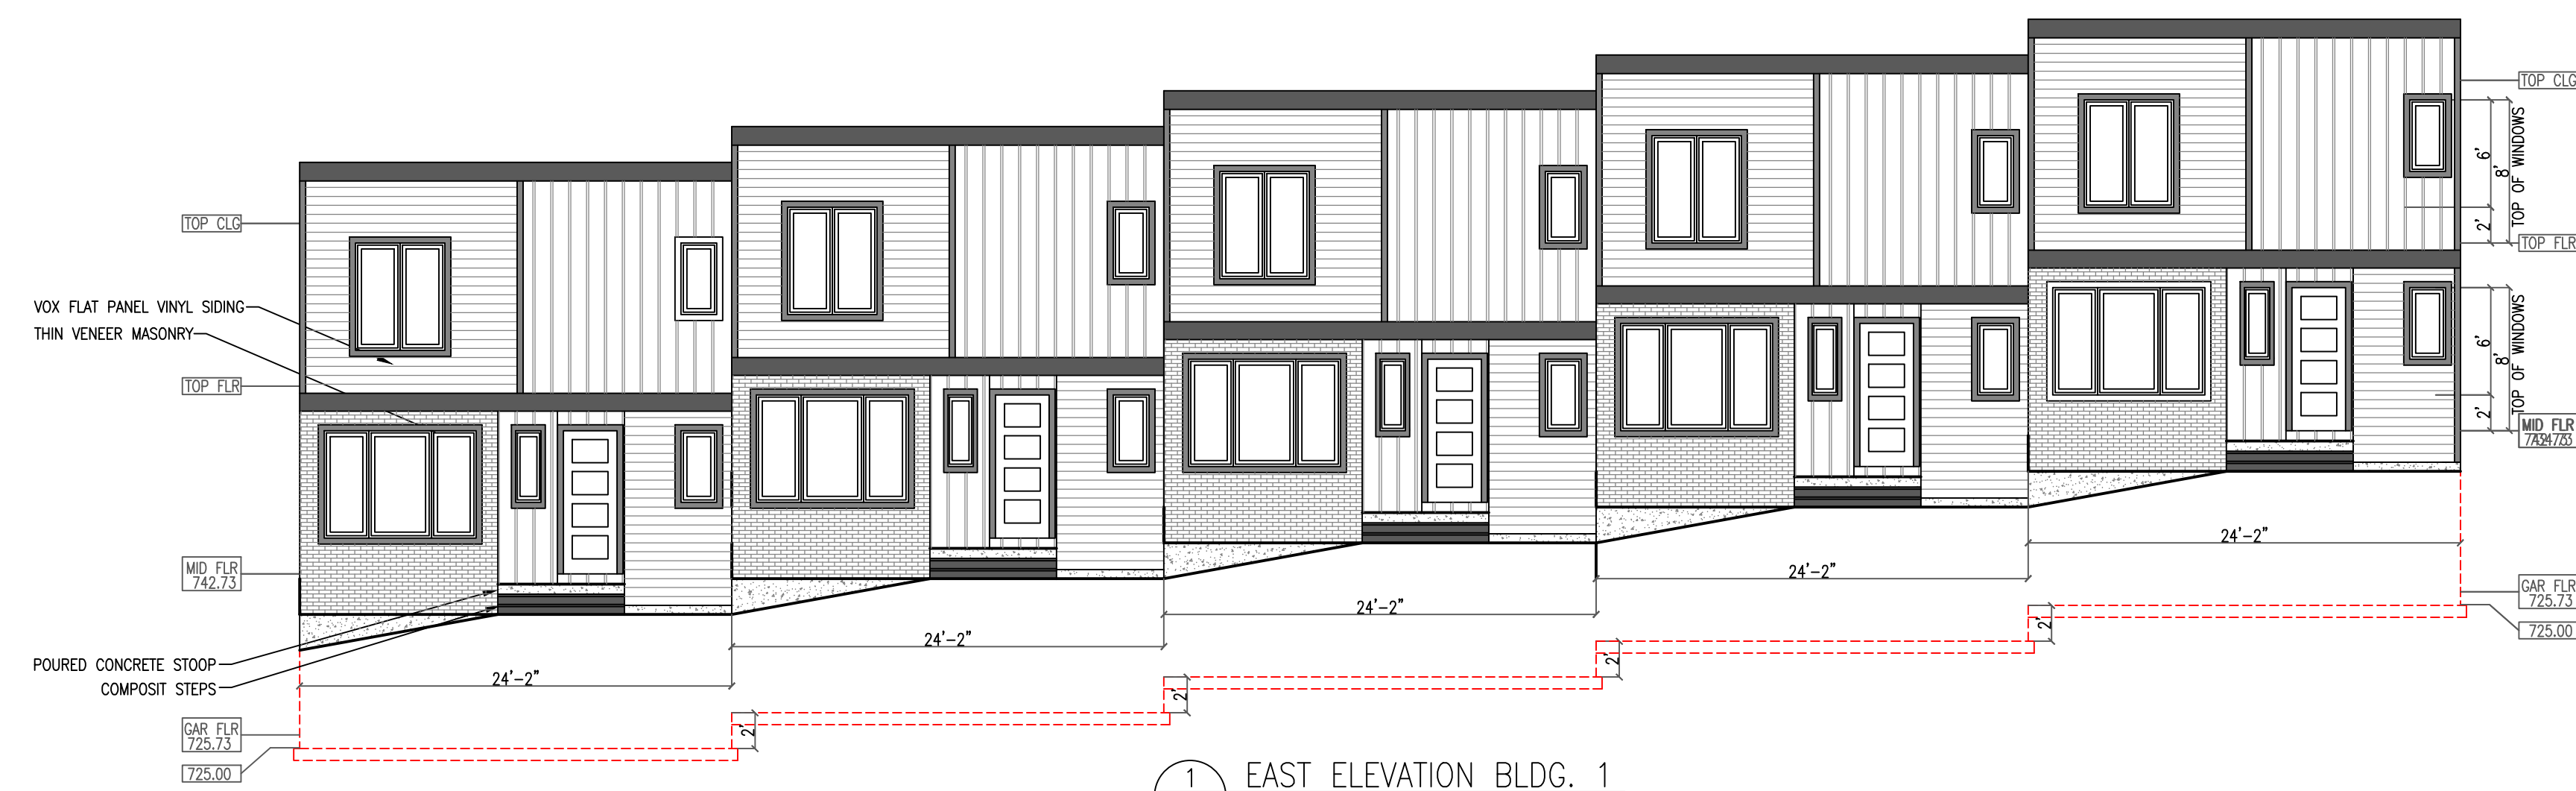 TOP CLG
VOX FLAT PANEL VINYL SIDING
THIN VENEER MASONRY
TOP FLR
MID FLR
742.73
POURED CONCRETE STOOP
COMPOSIT STEPS
GAR FLR
725.73
725.00
24'-2"
24'-2"
24'-2"
24'-2"
24'-2"
2'
2'
2'
2'
TOP CLG
6'
8'
TOP OF WINDOWS
2'
TOP FLR
6'
8'
TOP OF WINDOWS
2'
MID FLR
GAR FLR
725.73
725.00
1
EAST ELEVATION BLDG. 1